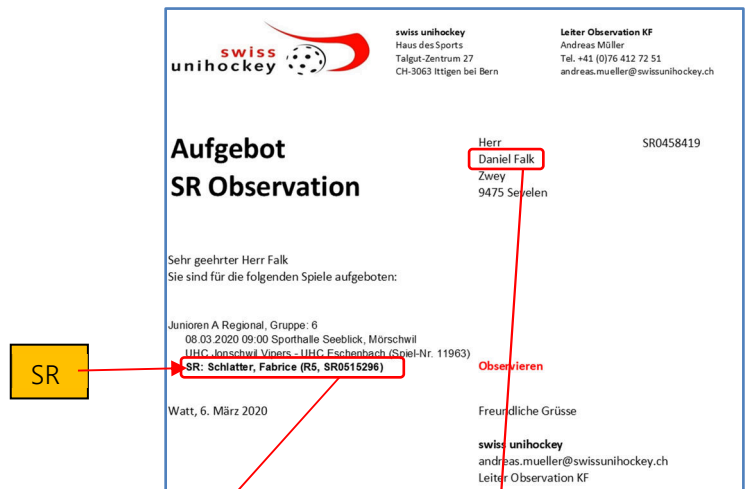 swiss
unihockey
swiss unihockey
Haus des Sports
Talgut-Zentrum 27
CH-3063 Ittigen bei Bern
Leiter Observation KF
Andreas Müller
Tel. +41 (0)76 412 72 51
andreas.mueller@swissunihockey.ch
Aufgebot
SR Observation
Herr
Daniel Falk
Zwey
9475 Sevelen
SR0458419
Sehr geehrter Herr Falk
Sie sind für die folgenden Spiele aufgeboten:
Junioren A Regional, Gruppe: 6
08.03.2020 09:00 Sporthalle Seeblick, Mörschwil
UHC Jonschwil Vipers - UHC Eschenbach (Spiel-Nr. 11963)
SR
SR: Schlatter, Fabrice (R5, SR0515296)
Observieren
Watt, 6. März 2020
Freundliche Grüsse
swiss unihockey
andreas.mueller@swissunihockey.ch
Leiter Observation KF